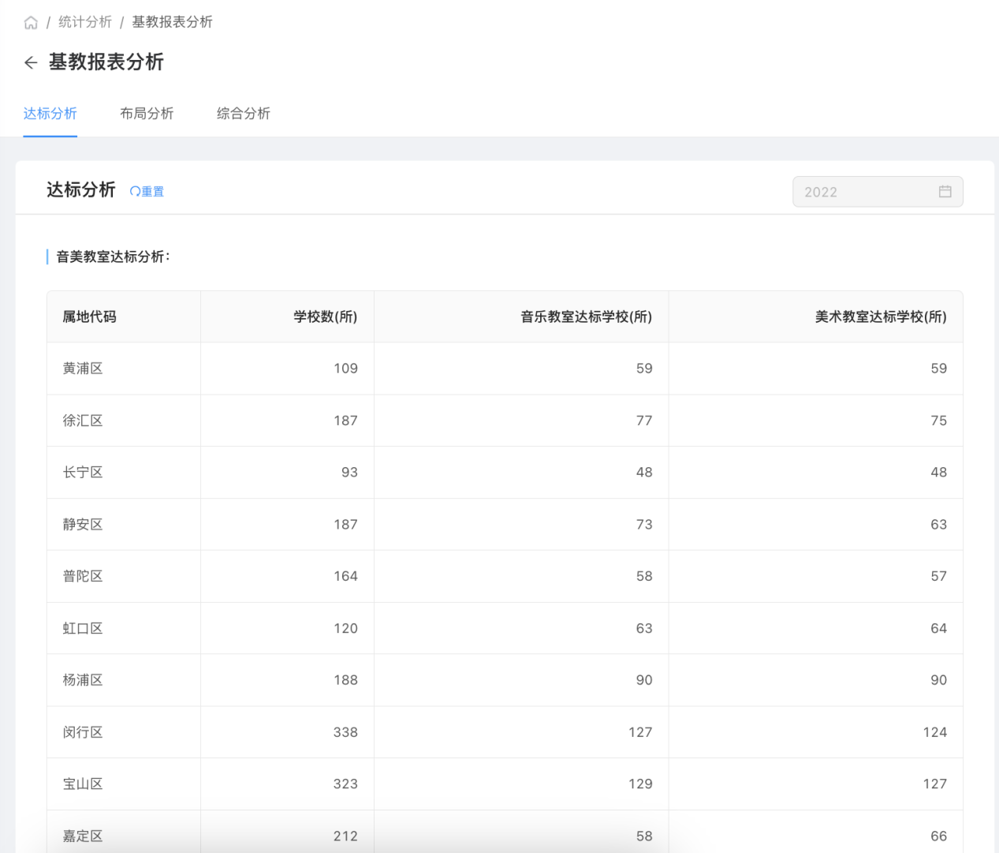 / 统计分析 / 基教报表分析
← 基教报表分析
达标分析 布局分析 综合分析
达标分析 重置 2022
音美教室达标分析:
属地代码 学校数(所) 音乐教室达标学校(所) 美术教室达标学校(所)
黄浦区 109 59 59
徐汇区 187 77 75
长宁区 93 48 48
静安区 187 73 63
普陀区 164 58 57
虹口区 120 63 64
杨浦区 188 90 90
闵行区 338 127 124
宝山区 323 129 127
嘉定区 212 58 66